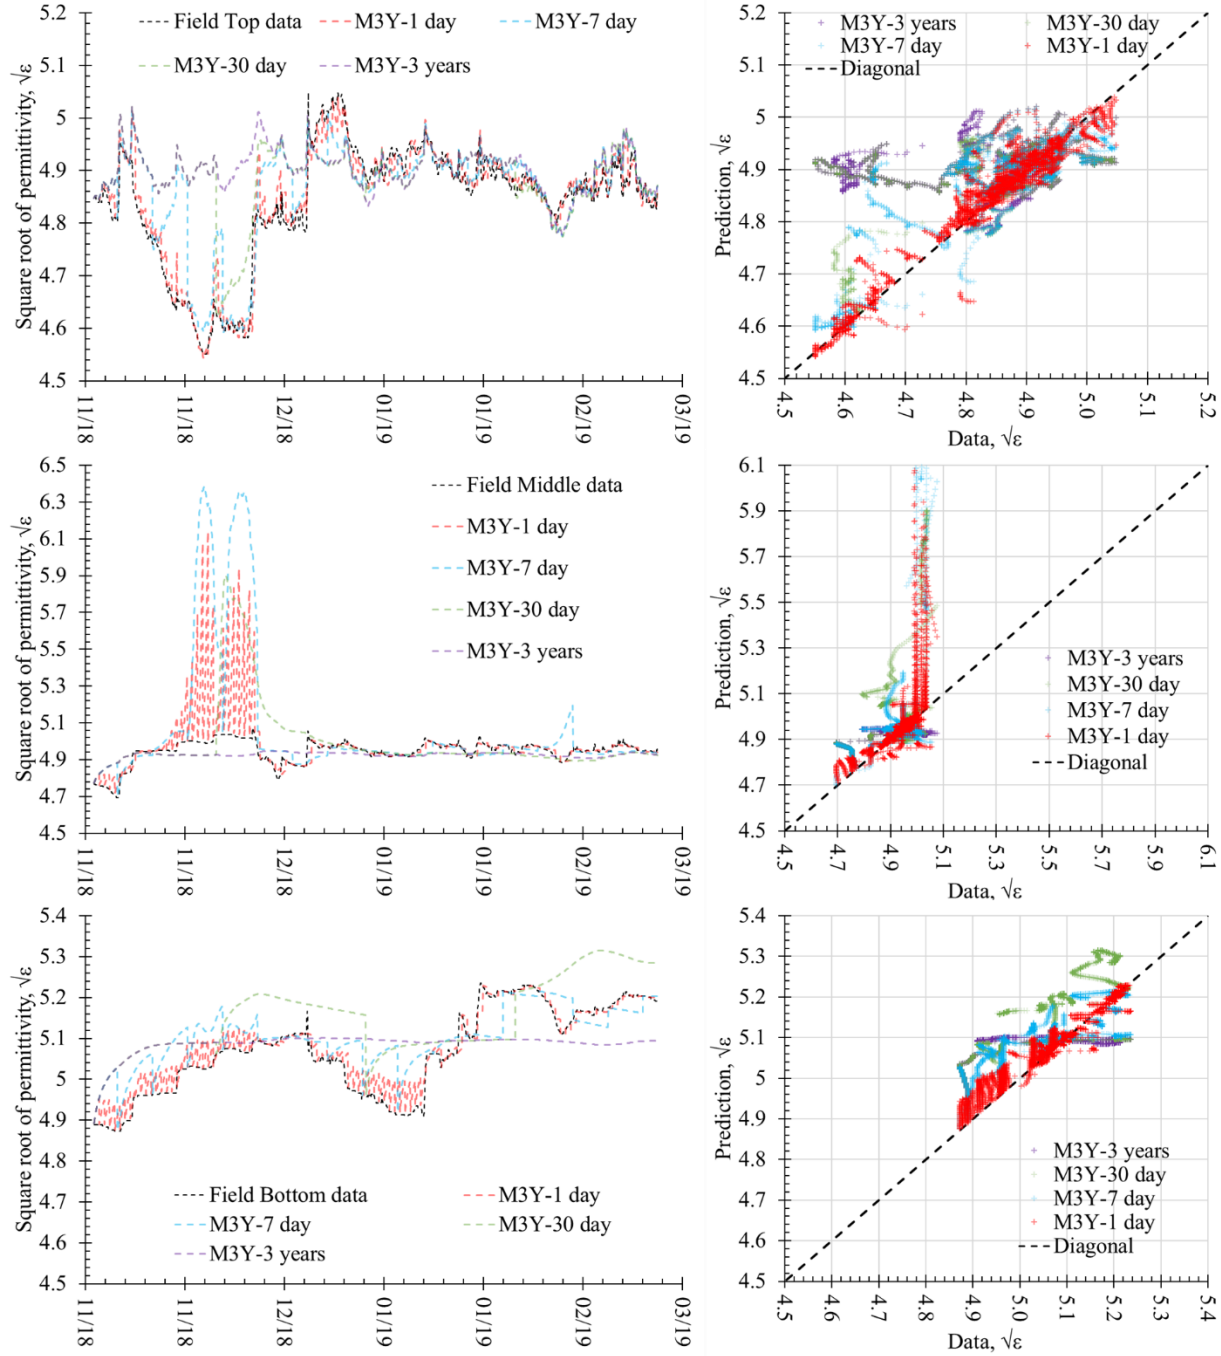 Field Top data
M3Y-1 day
M3Y-7 day
M3Y-30 day
M3Y-3 years
Square root of permittivity, √ε
5.2
5.1
5
4.9
4.8
4.7
4.6
4.5
11/18
11/18
12/18
01/19
01/19
02/19
03/19
M3Y-3 years
M3Y-30 day
M3Y-7 day
M3Y-1 day
Diagonal
Prediction, √ε
5.2
5.1
5
4.9
4.8
4.7
4.6
4.5
4.5
4.6
4.7
4.8
4.9
5.0
5.1
5.2
Data, √ε
Field Middle data
M3Y-1 day
M3Y-7 day
M3Y-30 day
M3Y-3 years
Square root of permittivity, √ε
6.5
6.3
6.1
5.9
5.7
5.5
5.3
5.1
4.9
4.7
4.5
11/18
11/18
12/18
01/19
01/19
02/19
03/19
M3Y-3 years
M3Y-30 day
M3Y-7 day
M3Y-1 day
Diagonal
Prediction, √ε
6.1
5.9
5.7
5.5
5.3
5.1
4.9
4.7
4.5
4.5
4.7
4.9
5.1
5.3
5.5
5.7
5.9
6.1
Data, √ε
Field Bottom data
M3Y-1 day
M3Y-7 day
M3Y-30 day
M3Y-3 years
Square root of permittivity, √ε
5.4
5.3
5.2
5.1
5
4.9
4.8
4.7
4.6
4.5
11/18
11/18
12/18
01/19
01/19
02/19
03/19
M3Y-3 years
M3Y-30 day
M3Y-7 day
M3Y-1 day
Diagonal
Prediction, √ε
5.4
5.3
5.2
5.1
5
4.9
4.8
4.7
4.6
4.5
4.5
4.6
4.7
4.8
4.9
5.0
5.1
5.2
5.3
5.4
Data, √ε